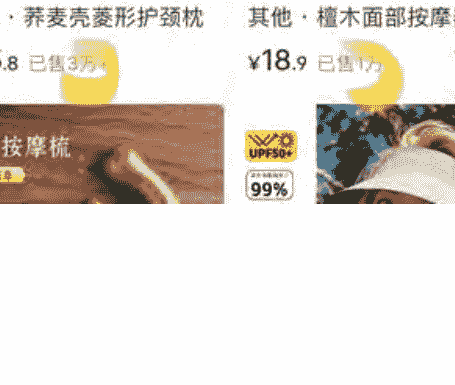 · 荞麦壳菱形护颈枕
.8 已售3万
按摩梳
其他 · 檀木面部按摩
¥18.9 已售1万
UPF50+
99%